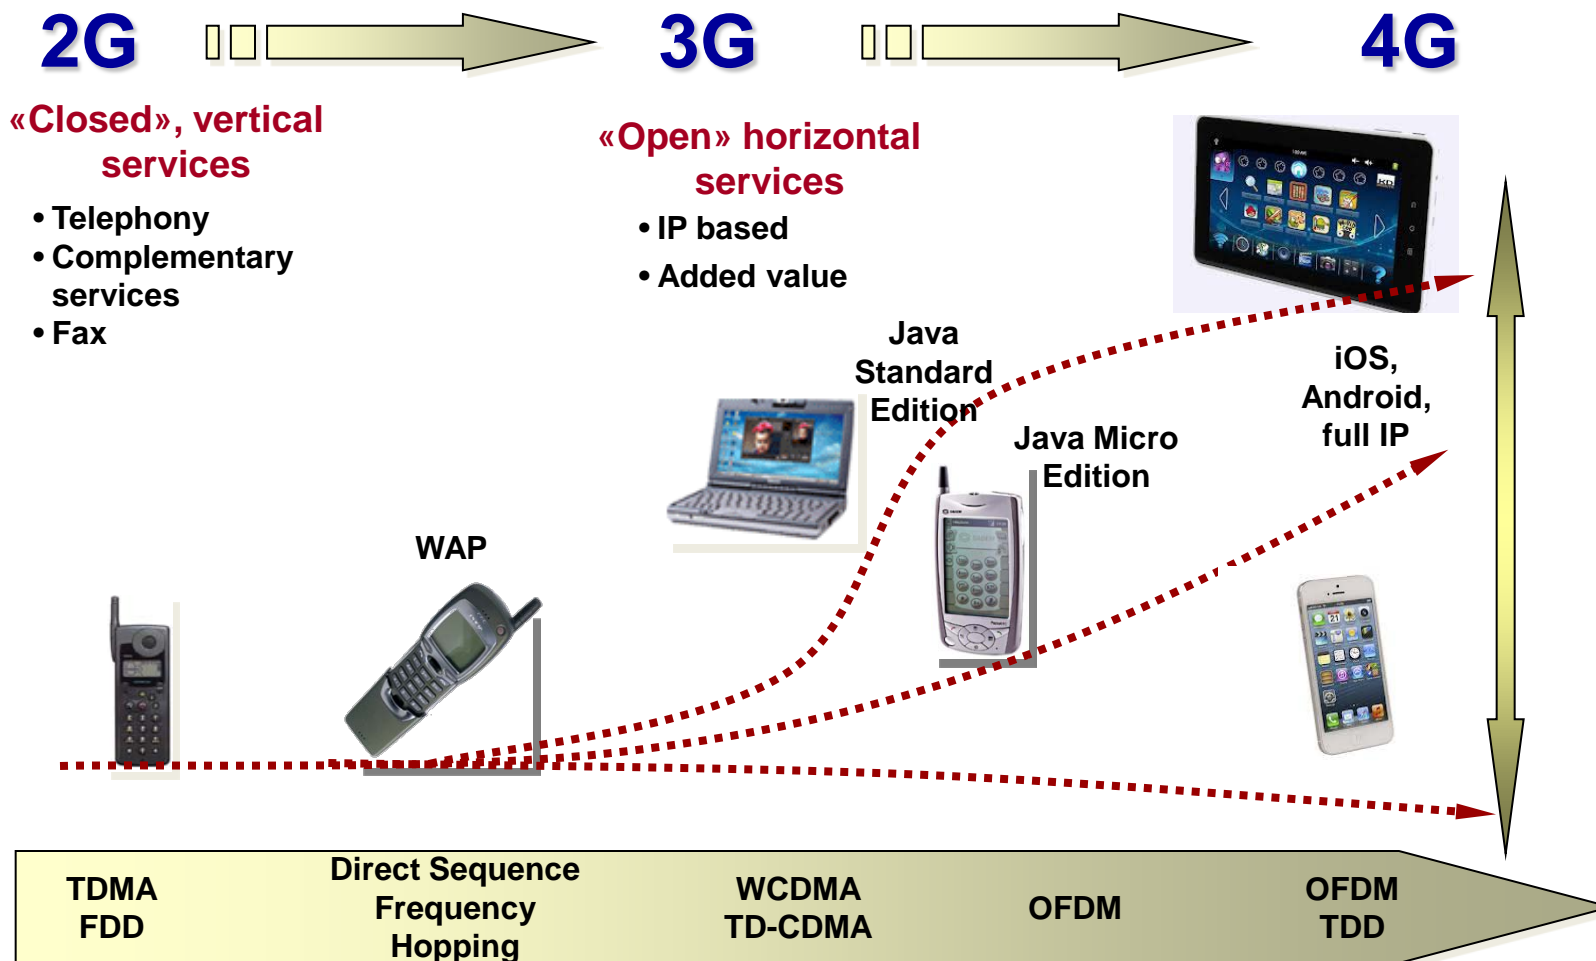 2G
3G
4G
«Closed», vertical
services
• Telephony
• Complementary
services
• Fax
«Open» horizontal
services
• IP based
• Added value
Java
Standard
Edition
Java Micro
Edition
iOS,
Android,
full IP
WAP
TDMA
FDD
Direct Sequence
Frequency
Hopping
WCDMA
TD-CDMA
OFDM
OFDM
TDD